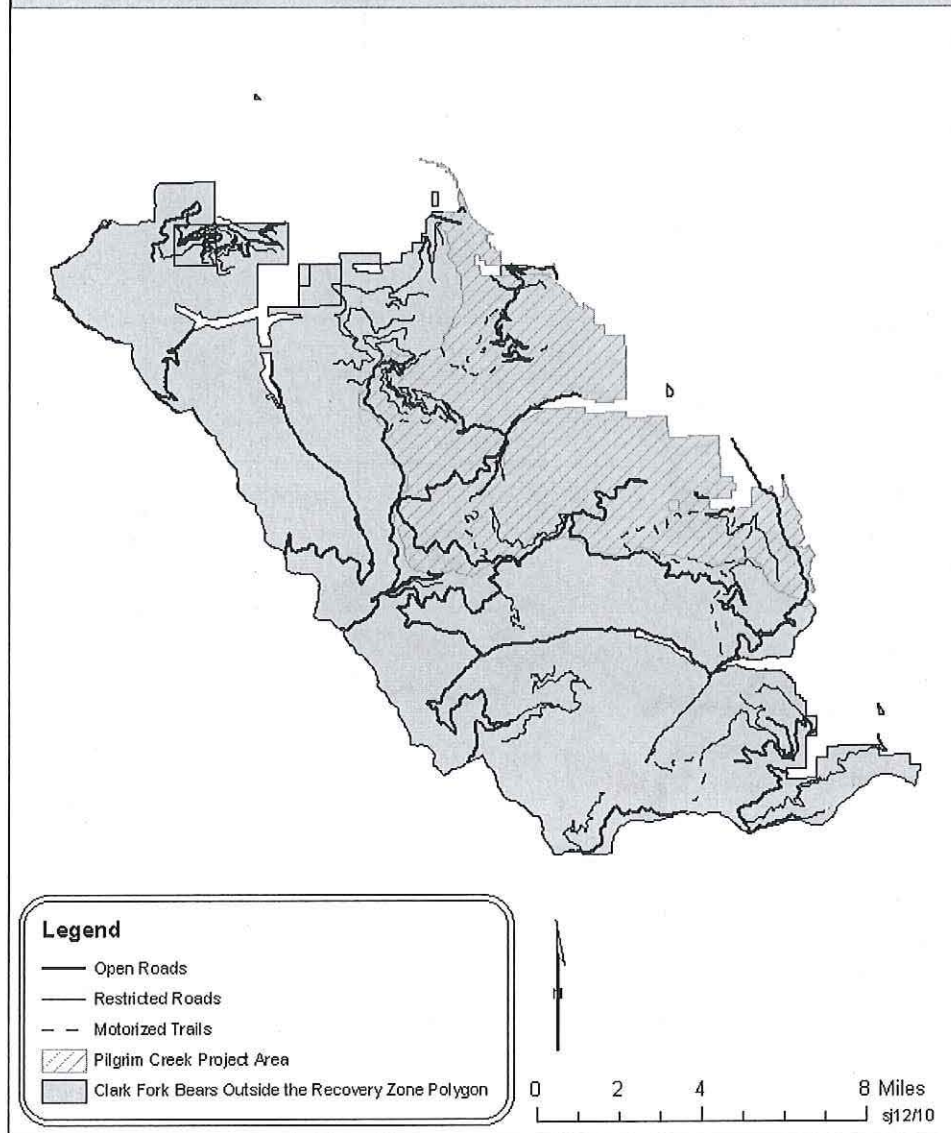 Legend
Open Roads
Restricted Roads
Motorized Trails
Pilgrim Creek Project Area
Clark Fork Bears Outside the Recovery Zone Polygon
N
0 2 4 8 Miles
sj12/10